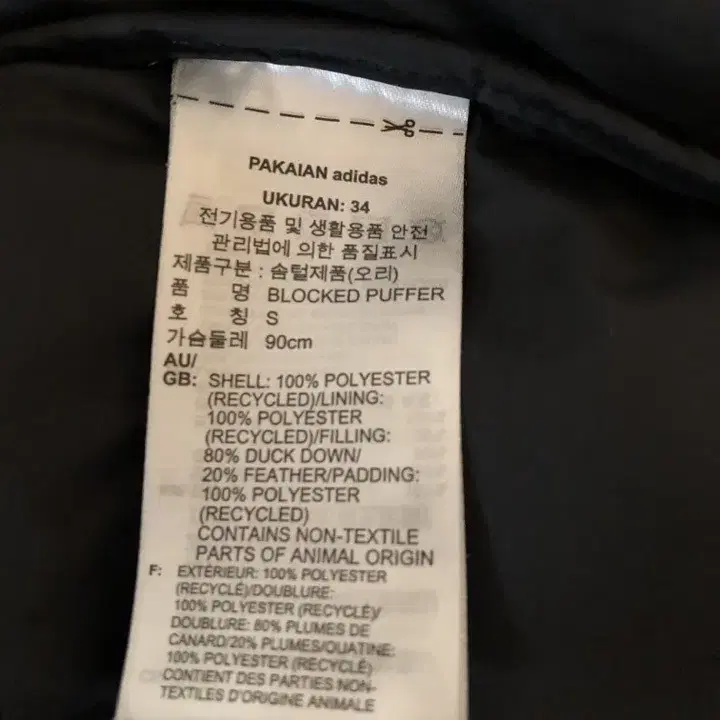 PAKAIAN adidas
UKURAN: 34
전기용품 및 생활용품 안전
관리법에 의한 품질표시
제품구분 : 솜털제품(오리)
품 명 BLOCKED PUFFER
호 칭 S
가슴둘레 90cm
AU/
GB: SHELL: 100% POLYESTER
(RECYCLED)/LINING:
100% POLYESTER
(RECYCLED)/FILLING:
80% DUCK DOWN/
20% FEATHER/PADDING:
100% POLYESTER
(RECYCLED)
CONTAINS NON-TEXTILE
PARTS OF ANIMAL ORIGIN
F: EXTÉRIEUR: 100% POLYESTER
(RECYCLÉ)/DOUBLURE:
100% POLYESTER (RECYCLÉ)/
DOUBLURE: 80% PLUMES DE
CANARD/20% PLUMES/OUATINE:
100% POLYESTER (RECYCLÉ)
CONTIENT DES PARTIES NON-
TEXTILES D'ORIGINE ANIMALE